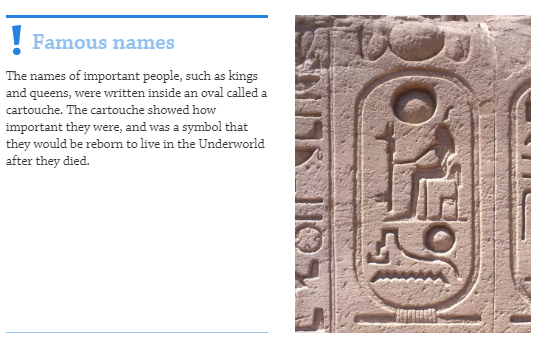 ! Famous names
The names of important people, such as kings
and queens, were written inside an oval called a
cartouche. The cartouche showed how
important they were, and was a symbol that
they would be reborn to live in the Underworld
after they died.